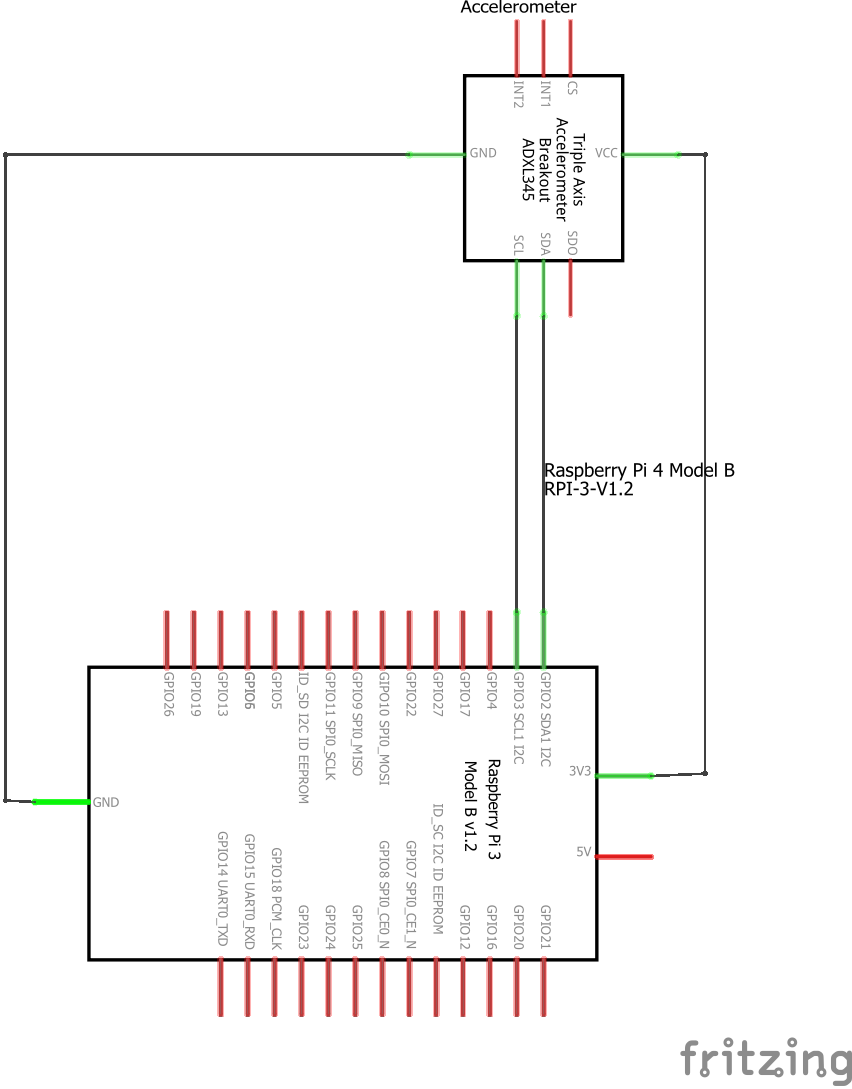 Accelerometer
INT2
INT1
CS
GND
VCC
Triple Axis
Accelerometer
Breakout
ADXL345
SCL
SDA
SDO
Raspberry Pi 4 Model B
RPI-3-V1.2
GPIO26
GPIO19
GPIO13
GPIO6
GPIO5
ID_SD I2C ID EEPROM
GPIO11 SPI0_SCLK
GPIO9 SPI0_MISO
GIPO10 SPI0_MOSI
GPIO22
GPIO27
GPIO17
GPIO4
GPIO3 SCL1 I2C
GPIO2 SDA1 I2C
3V3
Raspberry Pi 3
Model B v1.2
GND
5V
GPIO14 UART0_TXD
GPIO15 UART0_RXD
GPIO18 PCM_CLK
GPIO23
GPIO24
GPIO25
GPIO8 SPI0_CE0_N
GPIO7 SPI0_CE1_N
ID_SC I2C ID EEPROM
GPIO12
GPIO16
GPIO20
GPIO21
fritzing